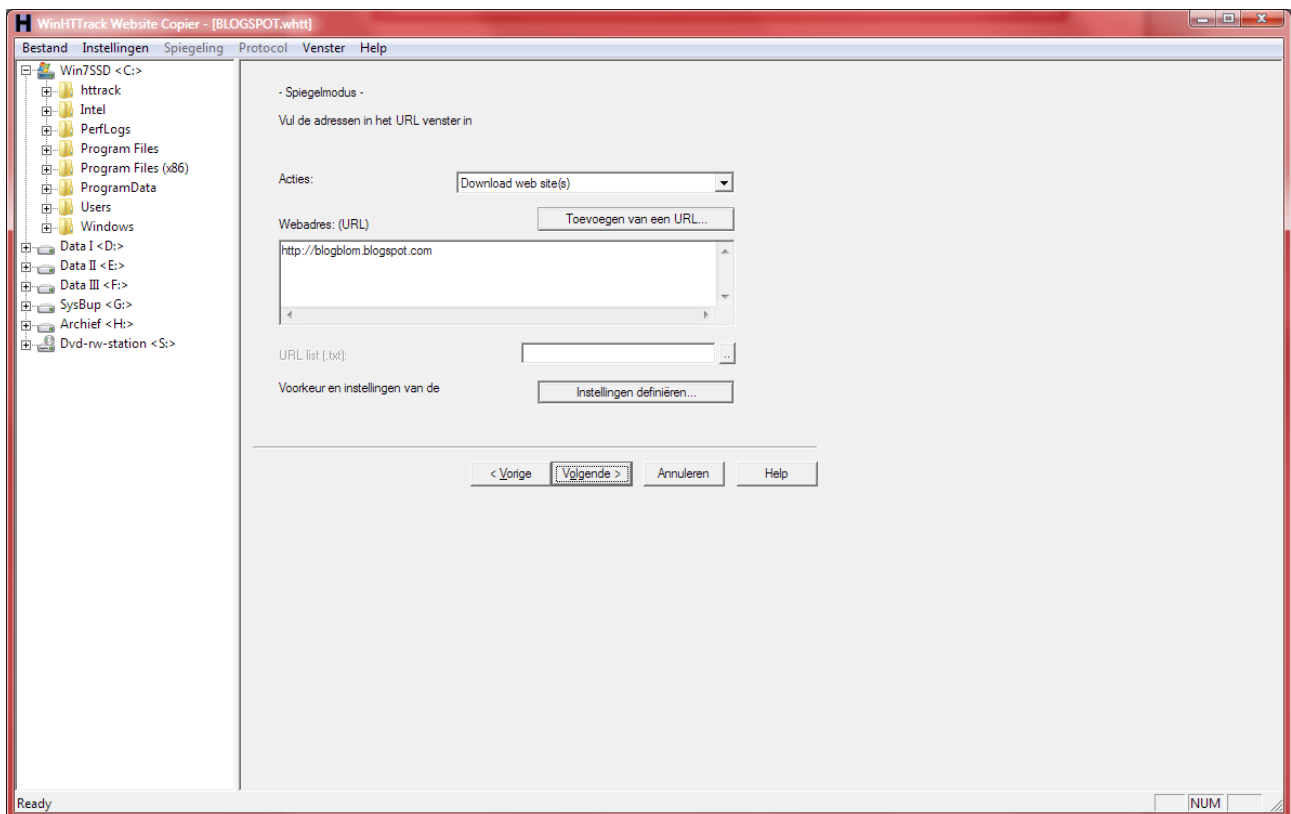 WinHTTrack Website Copier - [BLOGSPOT.whtt]
Bestand Instellingen Spiegeling Protocol Venster Help
Win7SSD <C:>
httrack
Intel
PerfLogs
Program Files
Program Files (x86)
ProgramData
Users
Windows
Data I <D:>
Data II <E:>
Data III <F:>
SysBup <G:>
Archief <H:>
Dvd-rw-station <S:>
- Spiegelmodus -
Vul de adressen in het URL venster in
Acties:
Download web site(s)
Webadres: (URL)
Toevoegen van een URL...
http://blogblom.blogspot.com
URL list (.txt):
..
Voorkeur en instellingen van de
Instellingen definiëren...
< Vorige
Volgende >
Annuleren
Help
Ready
NUM